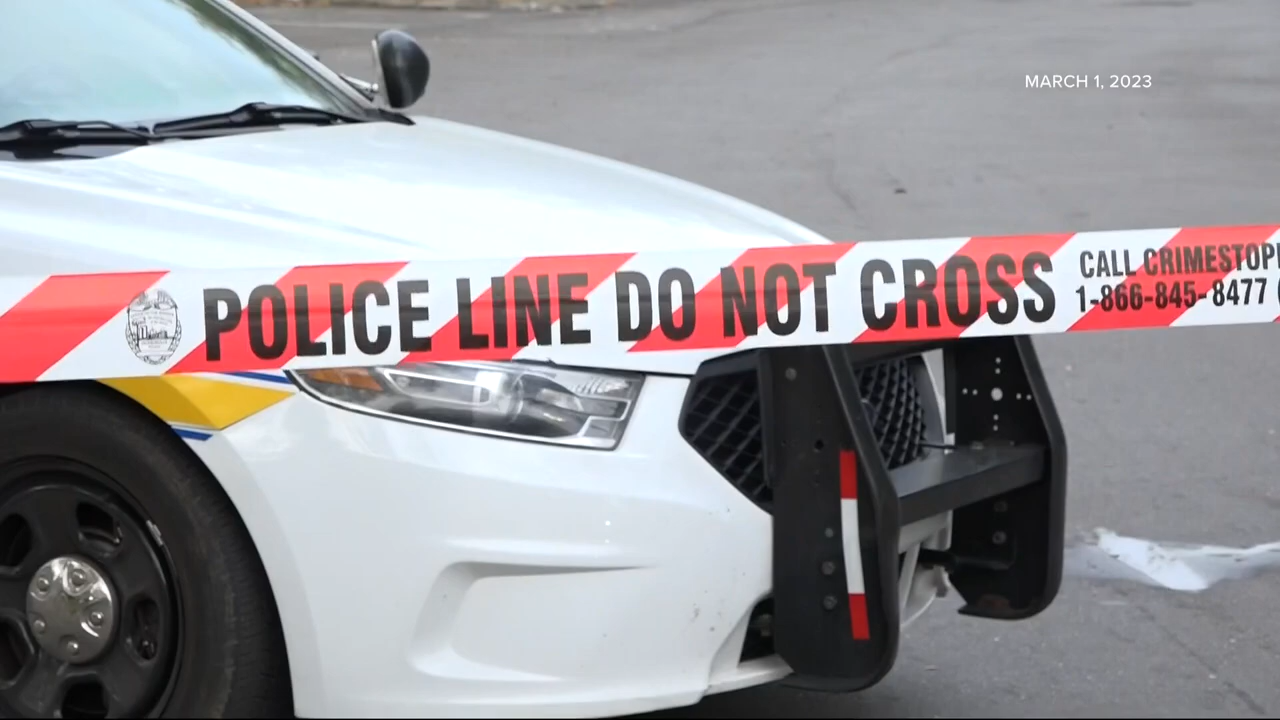 MARCH 1, 2023
POLICE LINE DO NOT CROSS
CALL CRIMESTOP
1-866-845-8477 (